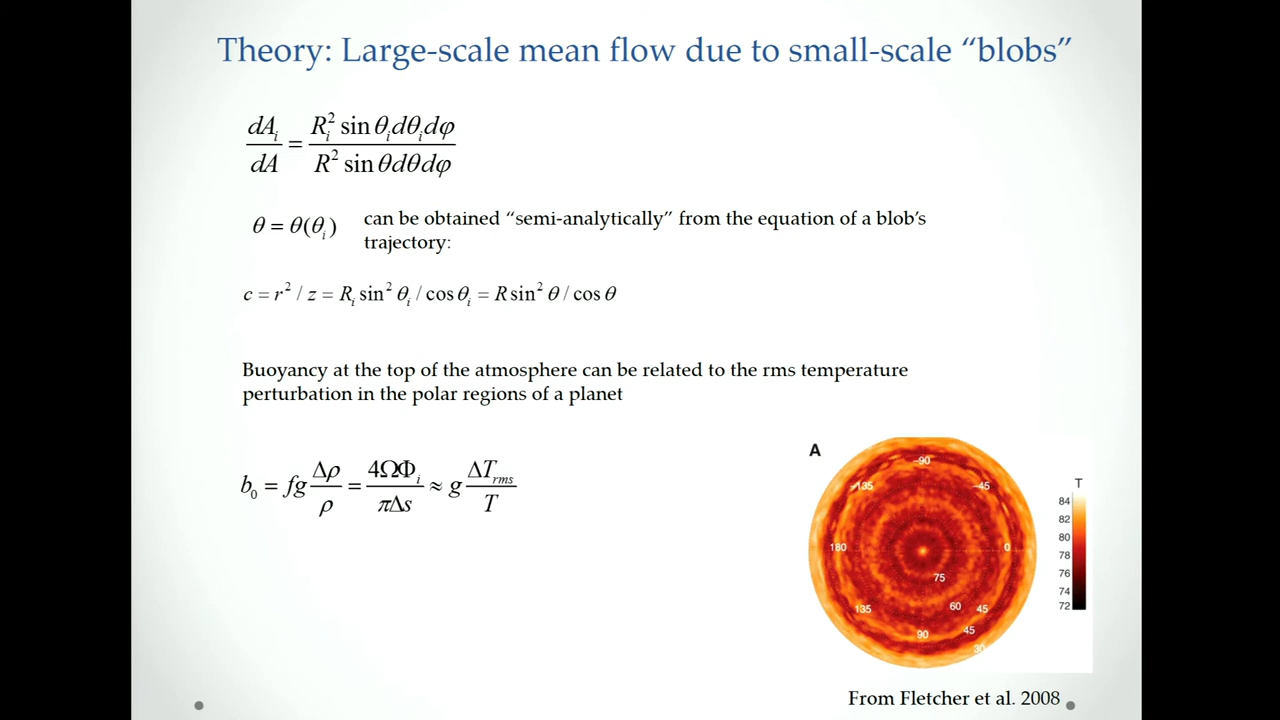 Theory: Large-scale mean flow due to small-scale “blobs”
dA_i / dA = R_i^2 sin θ_i dθ_i dφ / R^2 sin θ dθ dφ
θ = θ(θ_i) can be obtained “semi-analytically” from the equation of a blob’s
trajectory:
c = r^2 / z = R_i sin^2 θ_i / cos θ_i = R sin^2 θ / cos θ
Buoyancy at the top of the atmosphere can be related to the rms temperature
perturbation in the polar regions of a planet
b_0 = fg Δρ/ρ = 4ΩΦ_i / πΔs ≈ g ΔT_rms / T
A
-90
-135
-45
180
0
75
135
60
45
90
45
30
T
84
82
80
78
76
74
72
From Fletcher et al. 2008